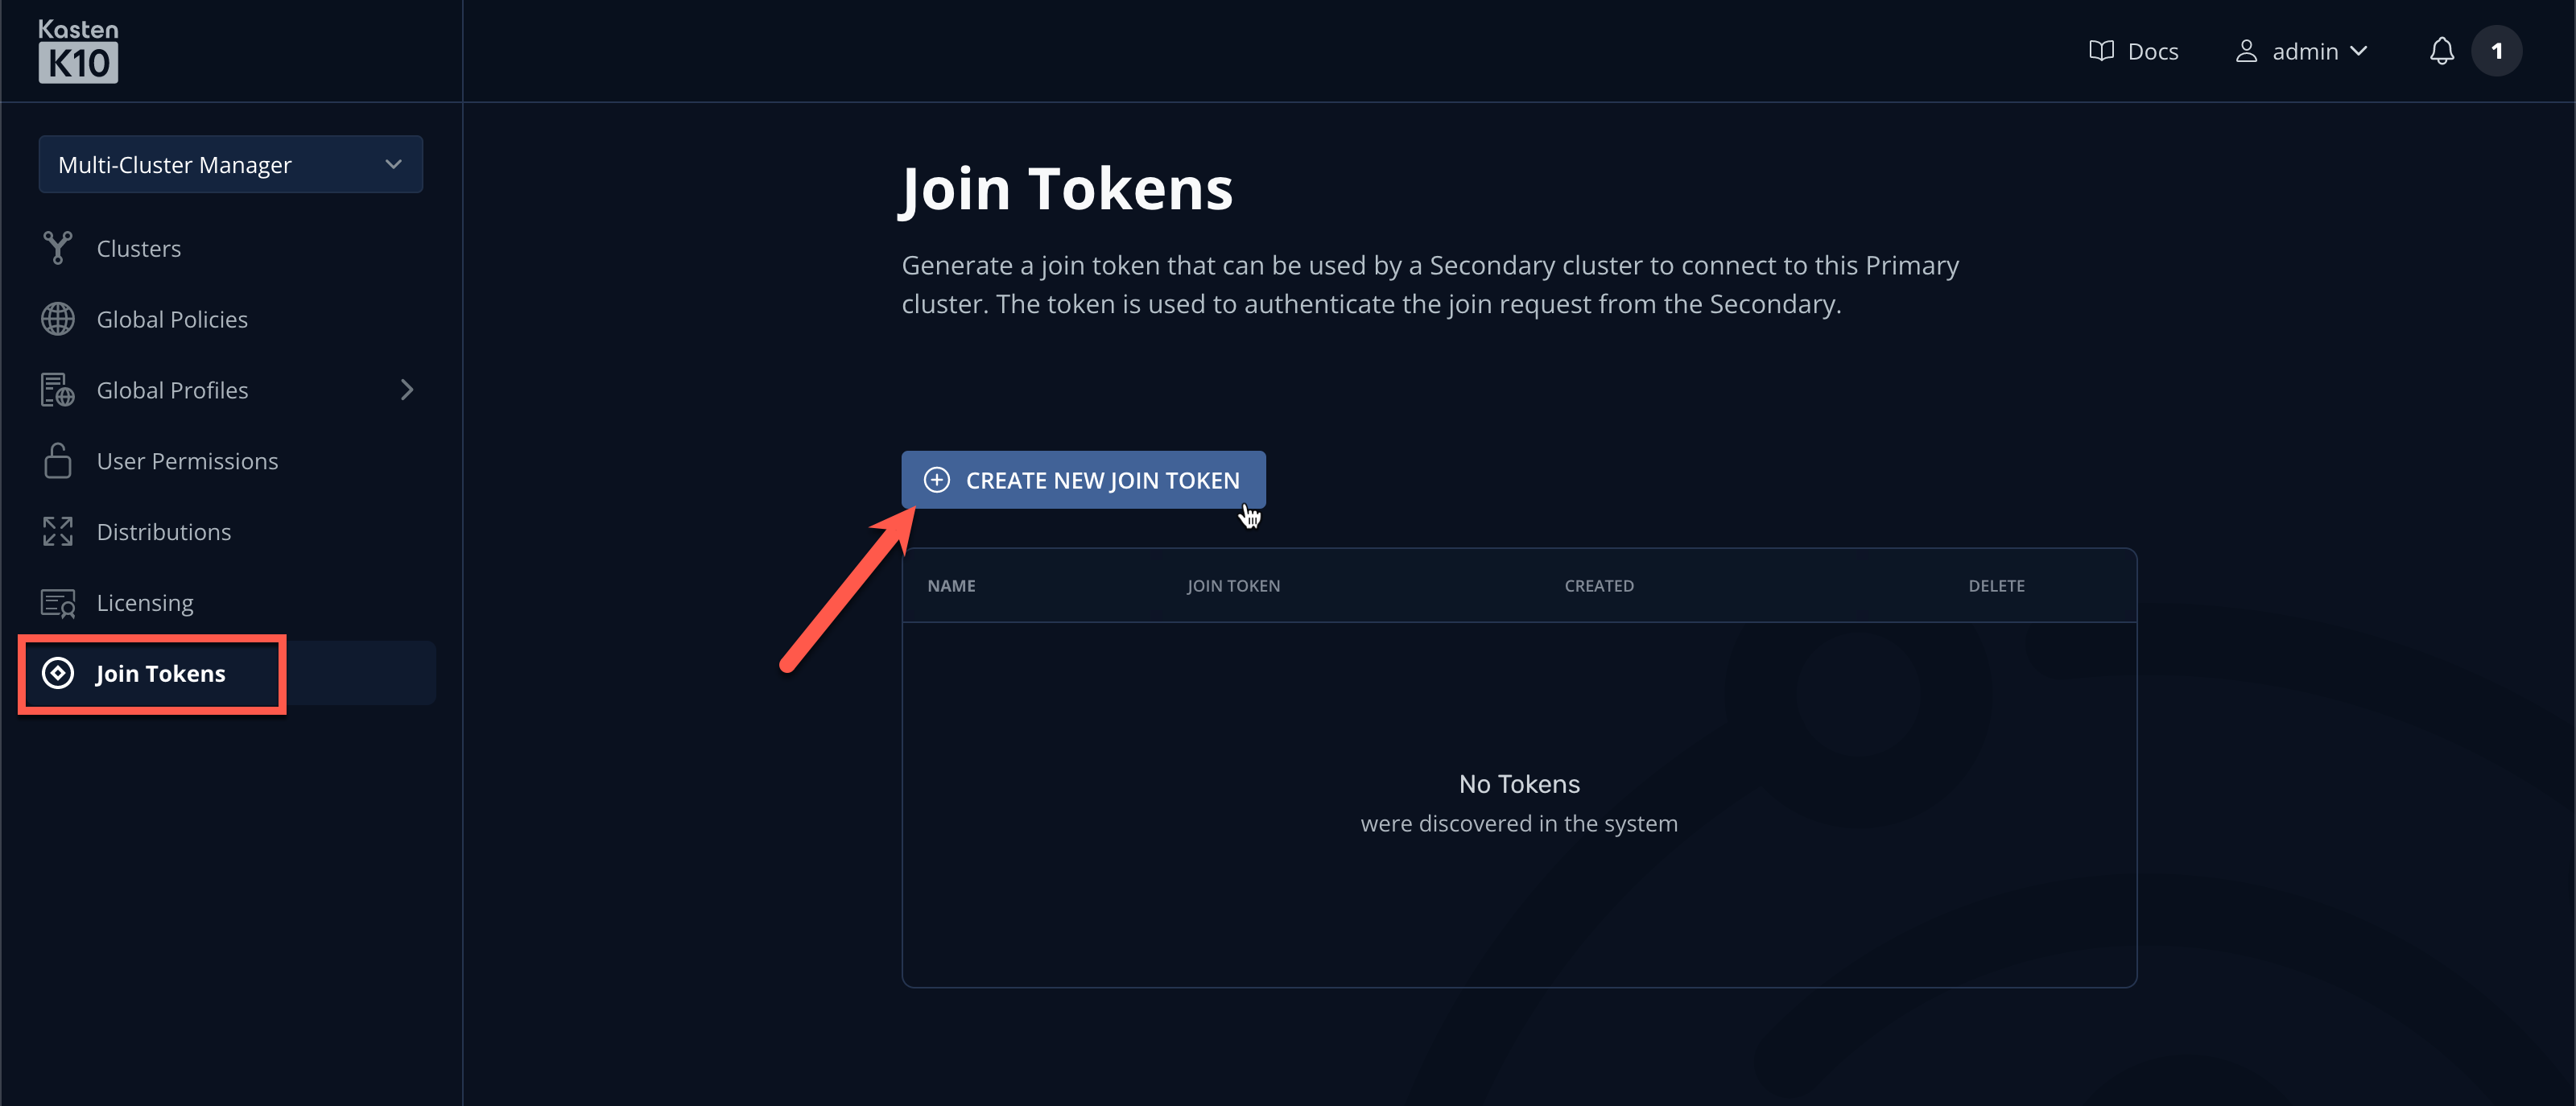 Kasten
K10
Docs
admin
1
Multi-Cluster Manager
Clusters
Global Policies
Global Profiles
User Permissions
Distributions
Licensing
Join Tokens
Join Tokens
Generate a join token that can be used by a Secondary cluster to connect to this Primary
cluster. The token is used to authenticate the join request from the Secondary.
CREATE NEW JOIN TOKEN
NAME JOIN TOKEN CREATED DELETE
No Tokens
were discovered in the system